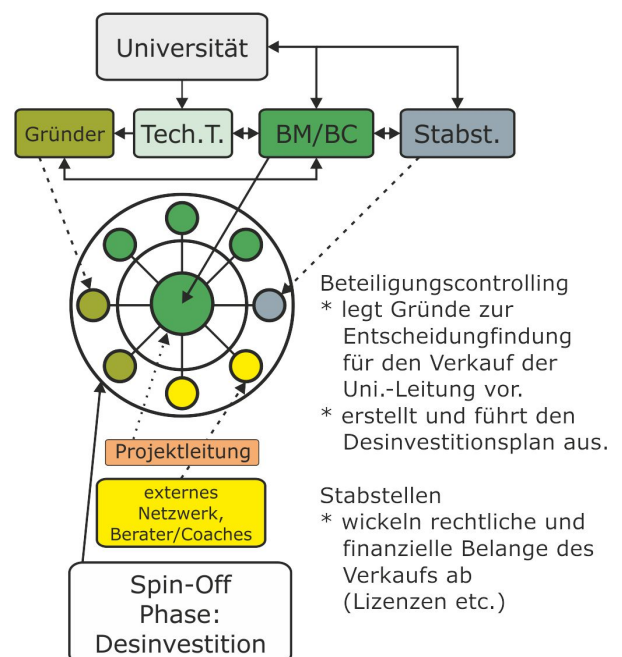 Universität
Gründer
Tech.T.
BM/BC
Stabst.
Beteiligungscontrolling
* legt Gründe zur
Entscheidungfindung
für den Verkauf der
Uni.-Leitung vor.
* erstellt und führt den
Desinvestitionsplan aus.
Stabstellen
* wickeln rechtliche und
finanzielle Belange des
Verkaufs ab
(Lizenzen etc.)
Projektleitung
externes
Netzwerk,
Berater/Coaches
Spin-Off
Phase:
Desinvestition